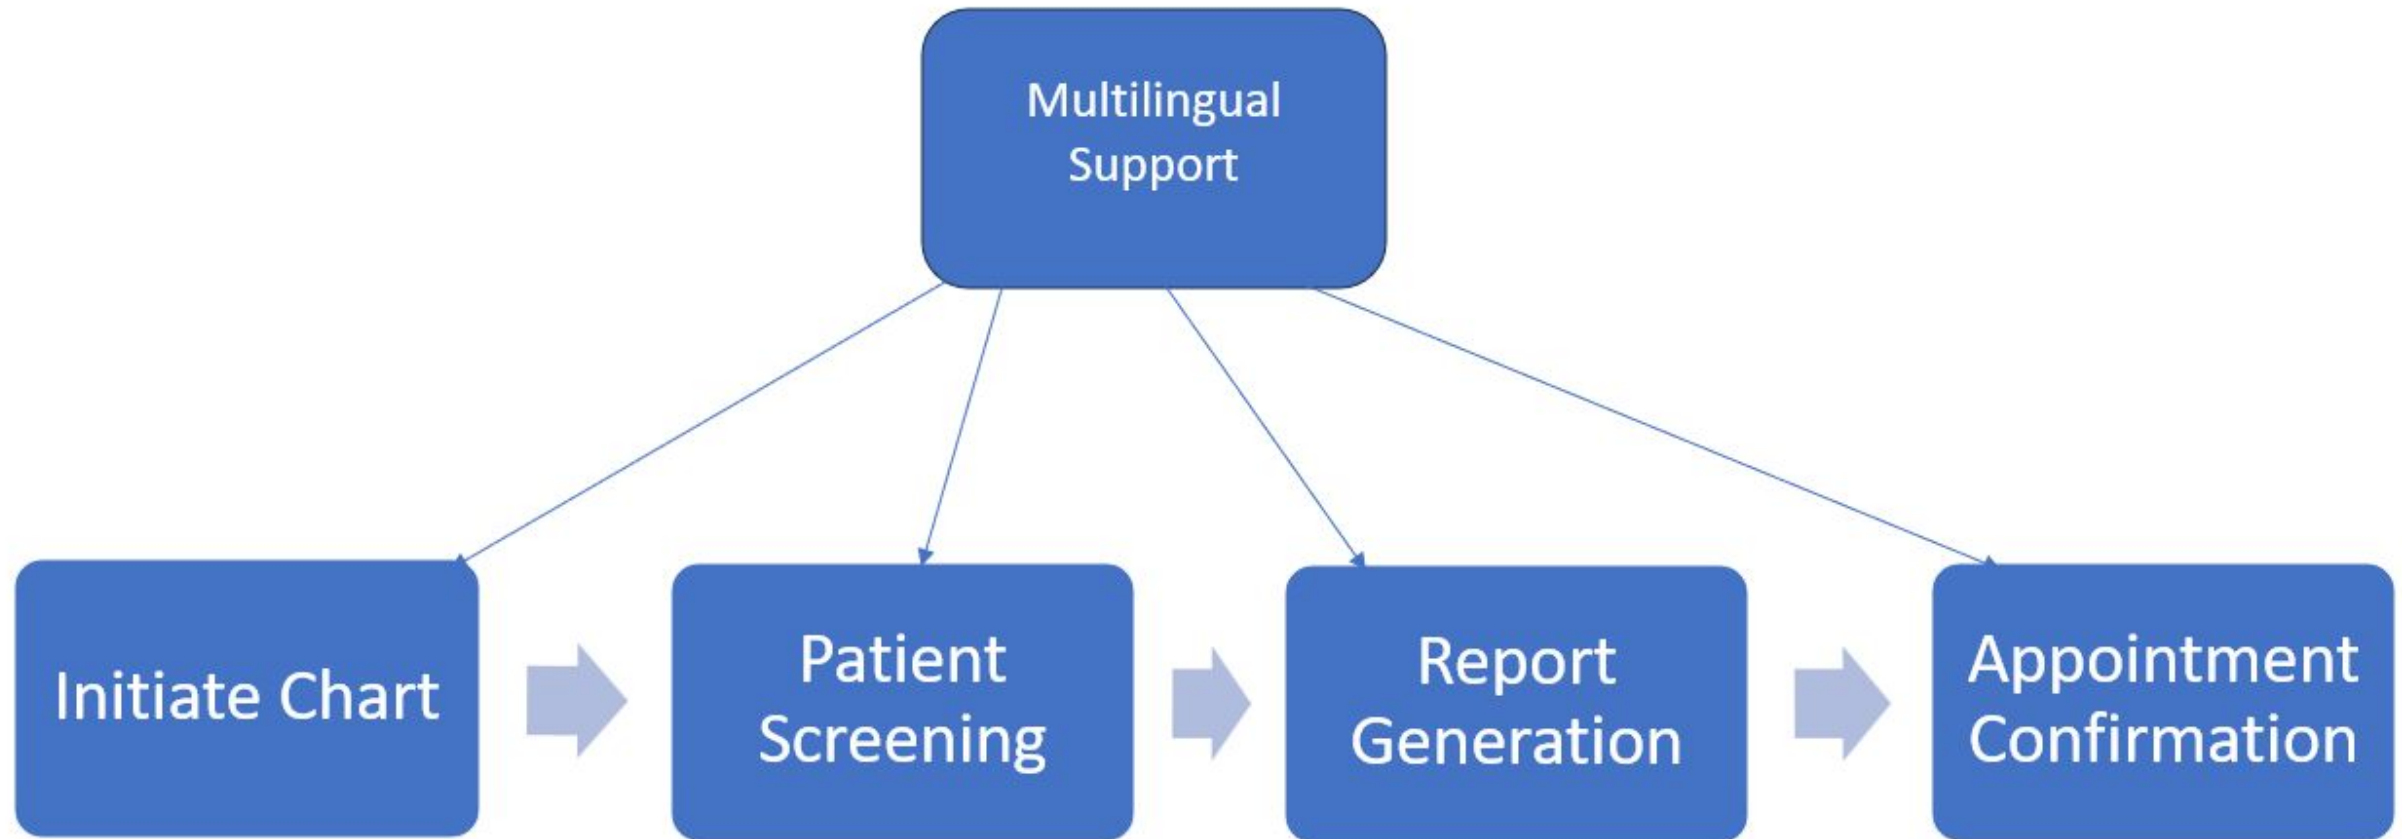 Multilingual
Support
Initiate Chart
Patient
Screening
Report
Generation
Appointment
Confirmation